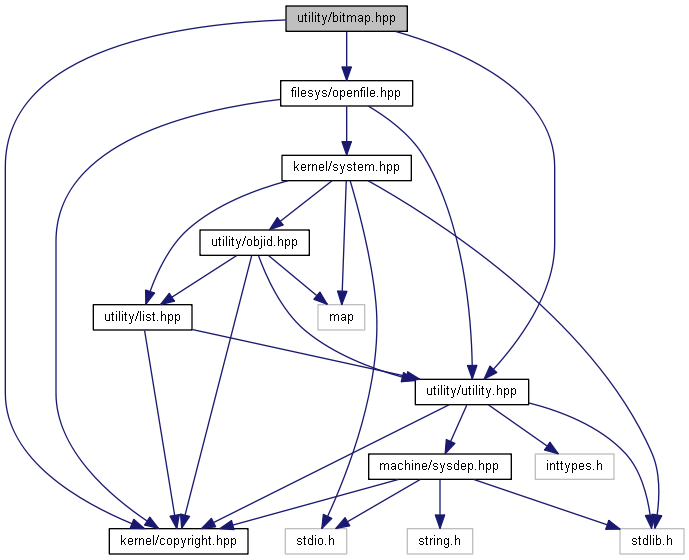 utility/bitmap.hpp
filesys/openfile.hpp
kernel/system.hpp
utility/objid.hpp
utility/list.hpp
map
utility/utility.hpp
machine/sysdep.hpp
inttypes.h
kernel/copyright.hpp
stdio.h
string.h
stdlib.h